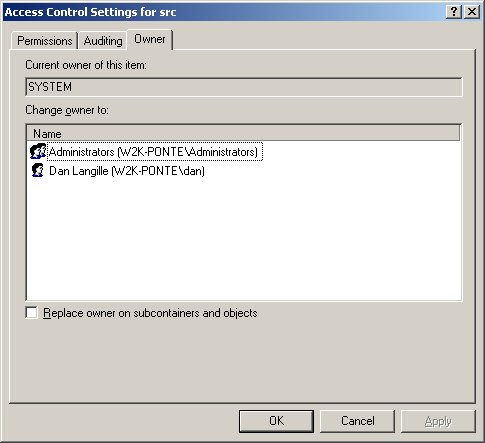 Access Control Settings for src
Permissions Auditing Owner
Current owner of this item:
SYSTEM
Change owner to:
Name
Administrators (W2K-PONTE\Administrators)
Dan Langille (W2K-PONTE\dan)
Replace owner on subcontainers and objects
OK Cancel Apply